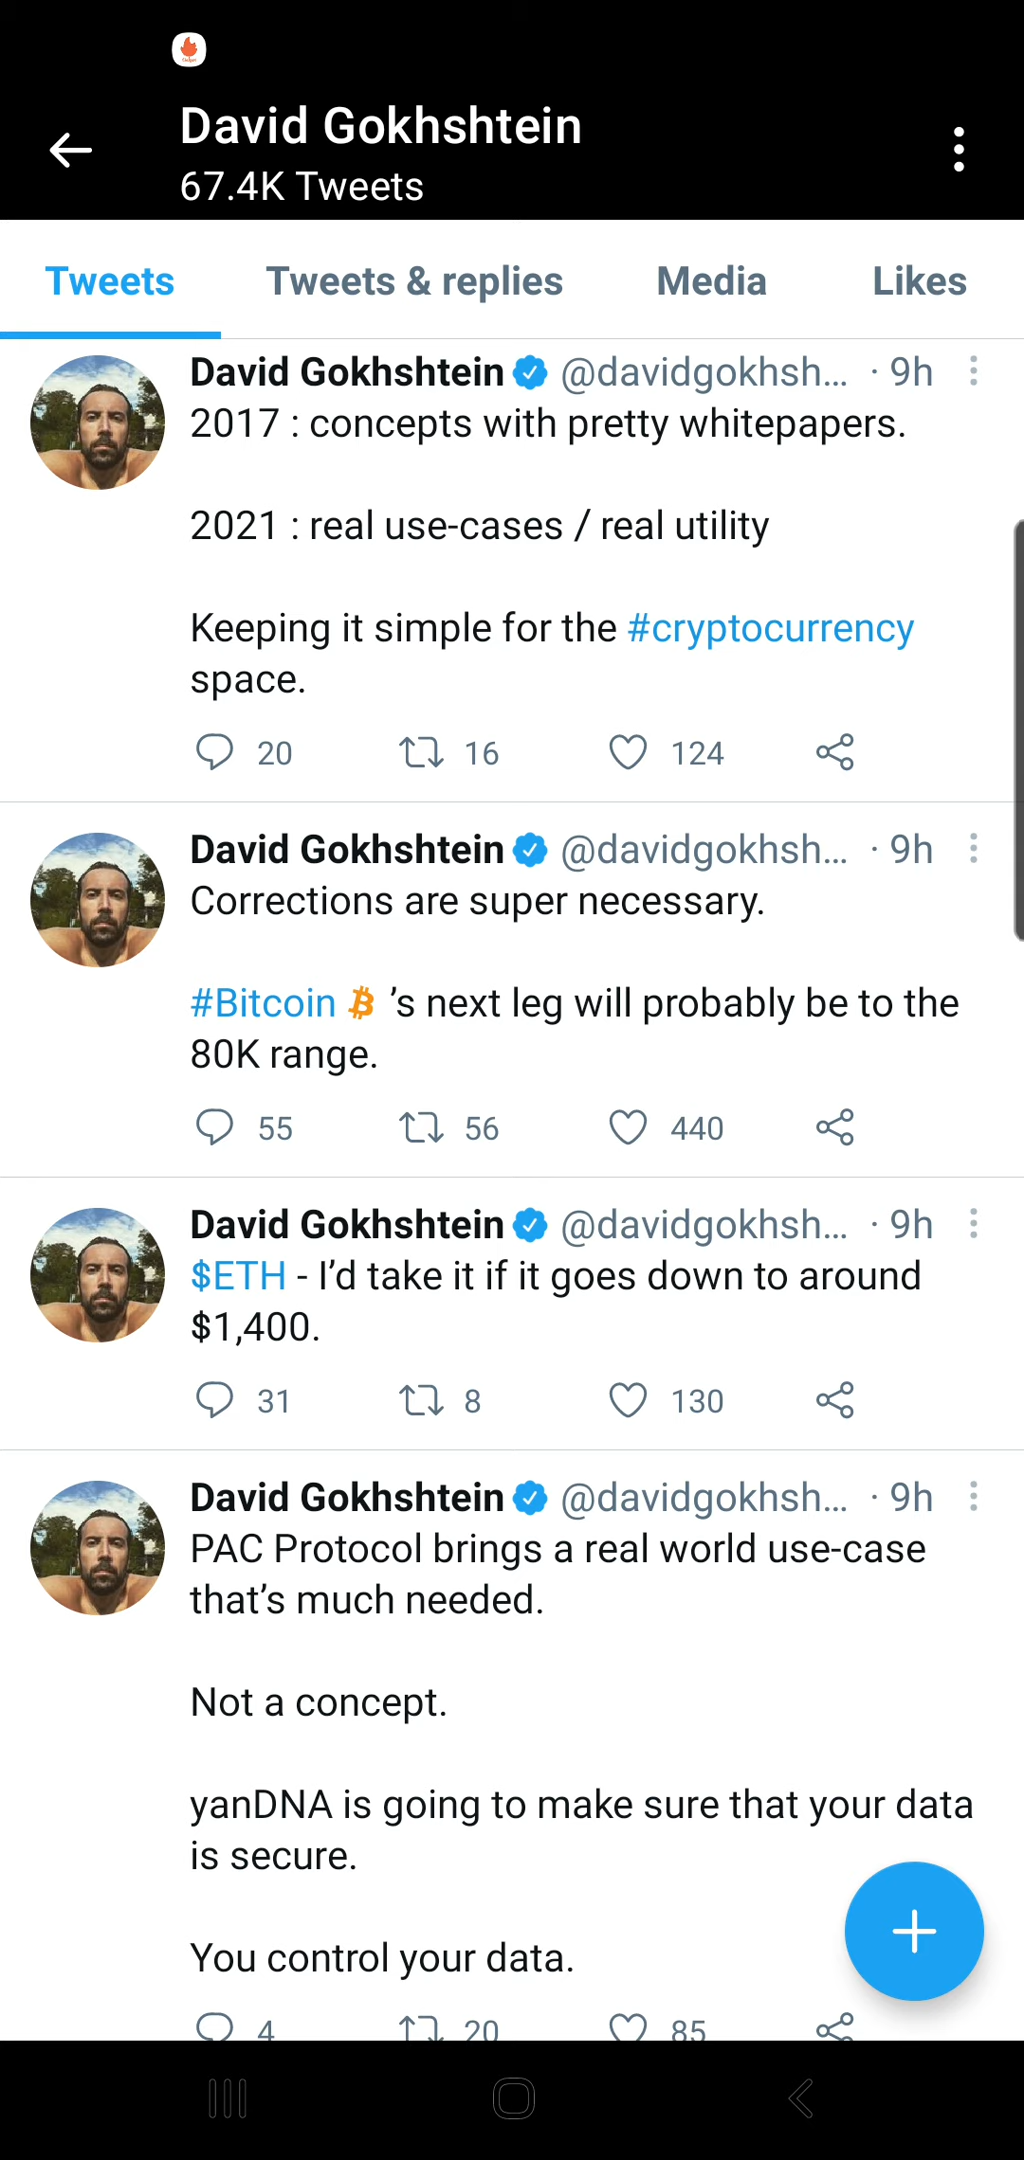 David Gokhshtein
67.4K Tweets
Tweets
Tweets & replies
Media
Likes
David Gokhshtein @davidgokhsh... · 9h
2017 : concepts with pretty whitepapers.
2021 : real use-cases / real utility
Keeping it simple for the #cryptocurrency
space.
20 16 124
David Gokhshtein @davidgokhsh... · 9h
Corrections are super necessary.
#Bitcoin ’s next leg will probably be to the
80K range.
55 56 440
David Gokhshtein @davidgokhsh... · 9h
$ETH - I’d take it if it goes down to around
$1,400.
31 8 130
David Gokhshtein @davidgokhsh... · 9h
PAC Protocol brings a real world use-case
that’s much needed.
Not a concept.
yanDNA is going to make sure that your data
is secure.
You control your data.
4 20 85